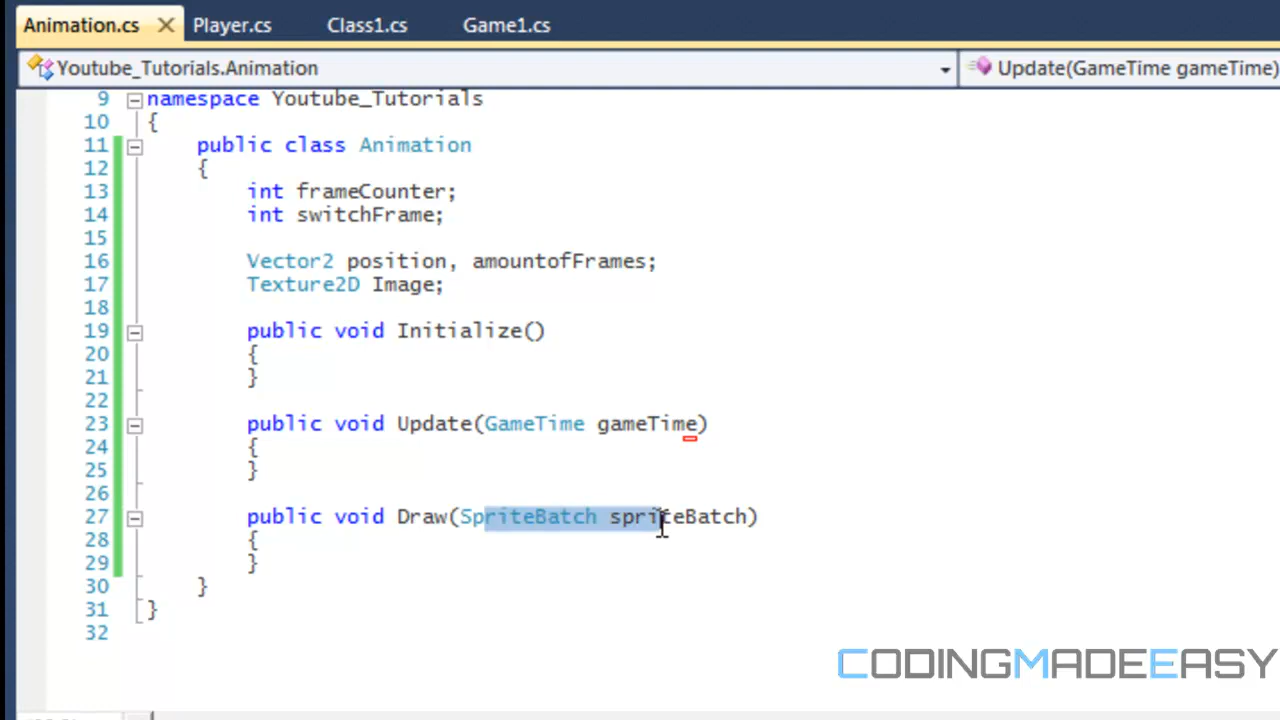 Animation.cs Player.cs Class1.cs Game1.cs
Youtube_Tutorials.Animation Update(GameTime gameTime)
9 namespace Youtube_Tutorials
10 {
11 public class Animation
12 {
13 int frameCounter;
14 int switchFrame;
15
16 Vector2 position, amountofFrames;
17 Texture2D Image;
18
19 public void Initialize()
20 {
21 }
22
23 public void Update(GameTime gameTime)
24 {
25 }
26
27 public void Draw(SpriteBatch spriteBatch)
28 {
29 }
30 }
31 }
32
CODINGMADEEASY